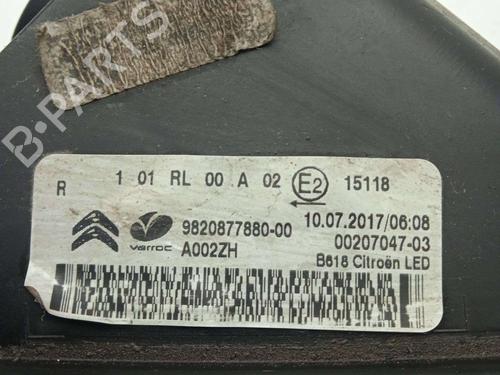 B-PARTS
R 1 01 RL 00 A 02 E2 15118
varroc 9820877880-00 10.07.2017/06:08
A002ZH 00207047-03
B618 Citroën LED